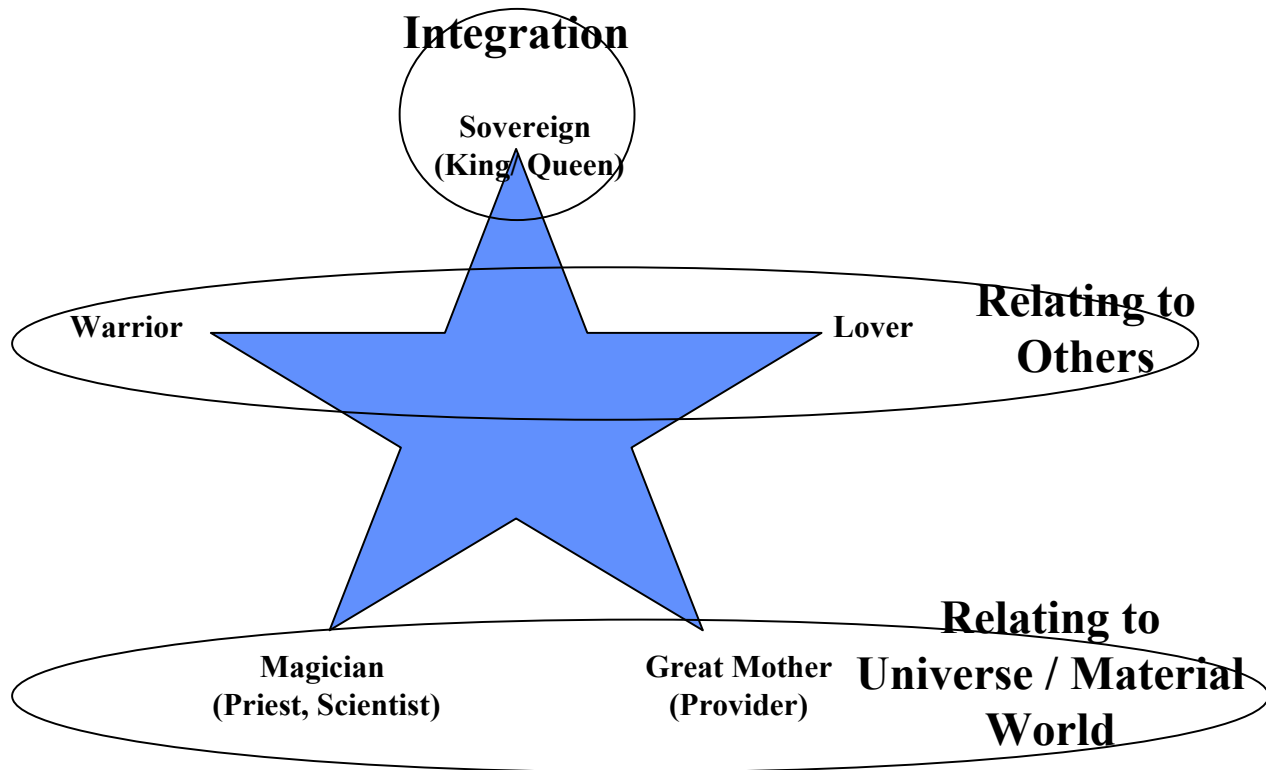 Integration
Sovereign
(King/ Queen)
Warrior
Lover
Relating to
Others
Magician
(Priest, Scientist)
Great Mother
(Provider)
Relating to
Universe / Material
World